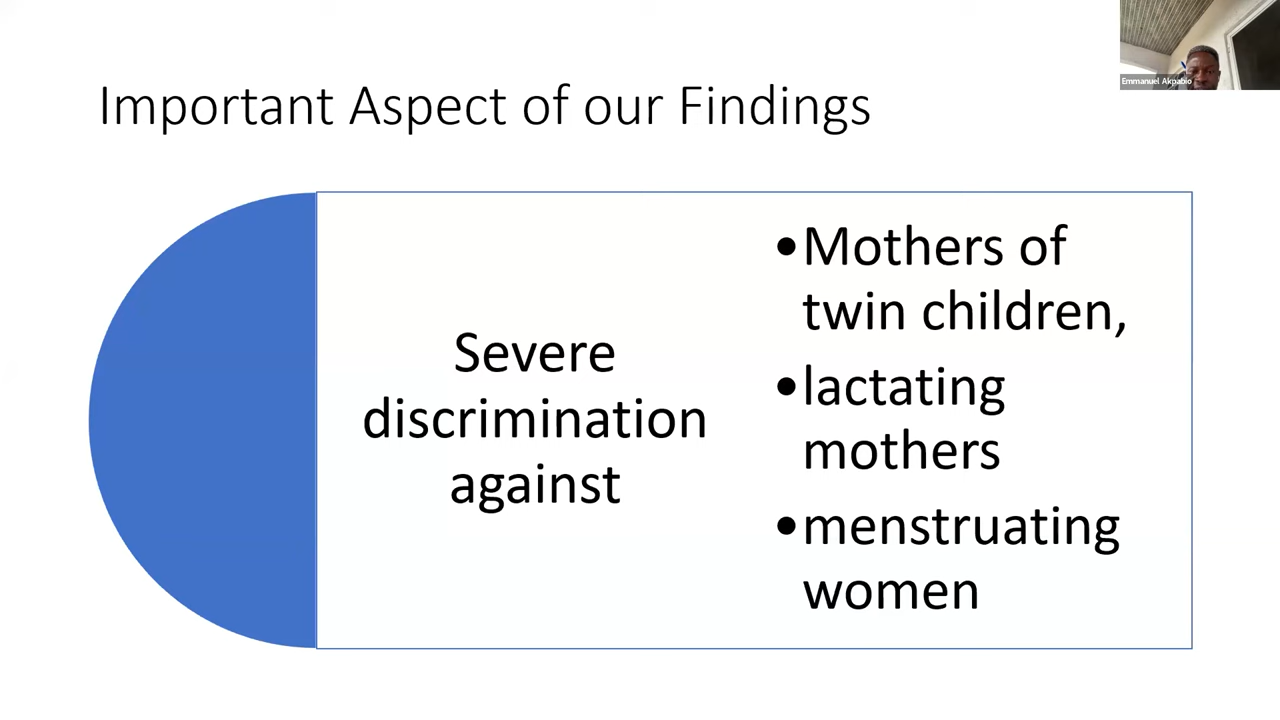 Emmanuel Akpabio
Important Aspect of our Findings
Severe
discrimination
against
•Mothers of
twin children,
•lactating
mothers
•menstruating
women